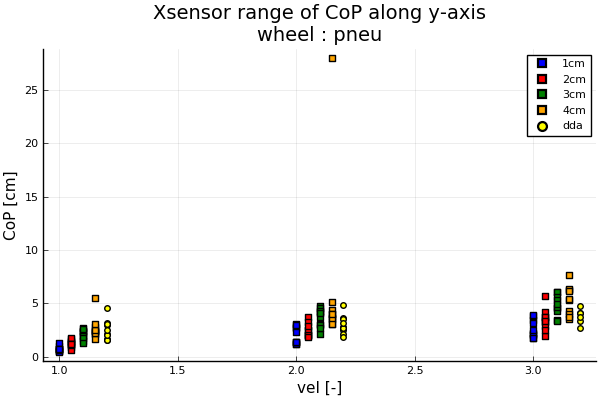 Xsensor range of CoP along y-axis
wheel : pneu
1cm
2cm
3cm
4cm
dda
CoP [cm]
25
20
15
10
5
0
1.0 1.5 2.0 2.5 3.0
vel [-]